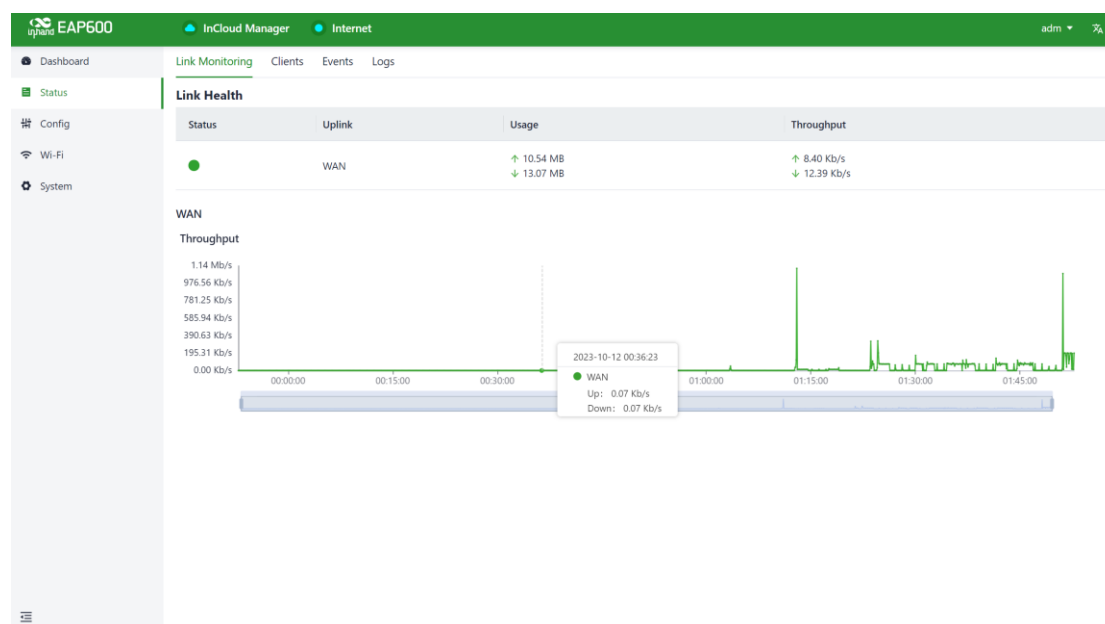 inhand EAP600
InCloud Manager
Internet
adm
Dashboard
Status
Config
Wi-Fi
System
Link Monitoring Clients Events Logs
Link Health
Status Uplink Usage Throughput
WAN
↑ 10.54 MB
↓ 13.07 MB
↑ 8.40 Kb/s
↓ 12.39 Kb/s
WAN
Throughput
1.14 Mb/s
976.56 Kb/s
781.25 Kb/s
585.94 Kb/s
390.63 Kb/s
195.31 Kb/s
0.00 Kb/s
00:00:00 00:15:00 00:30:00 01:00:00 01:15:00 01:30:00 01:45:00
2023-10-12 00:36:23
WAN
Up: 0.07 Kb/s
Down: 0.07 Kb/s